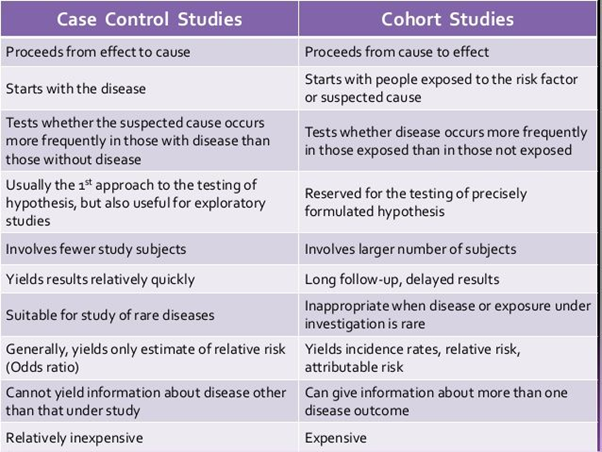 Case Control Studies
Cohort Studies
Proceeds from effect to cause
Proceeds from cause to effect
Starts with the disease
Starts with people exposed to the risk factor
or suspected cause
Tests whether the suspected cause occurs
more frequently in those with disease than
those without disease
Tests whether disease occurs more frequently
in those exposed than in those not exposed
Usually the 1st approach to the testing of
hypothesis, but also useful for exploratory
studies
Reserved for the testing of precisely
formulated hypothesis
Involves fewer study subjects
Involves larger number of subjects
Yields results relatively quickly
Long follow-up, delayed results
Suitable for study of rare diseases
Inappropriate when disease or exposure under
investigation is rare
Generally, yields only estimate of relative risk
(Odds ratio)
Yields incidence rates, relative risk,
attributable risk
Cannot yield information about disease other
than that under study
Can give information about more than one
disease outcome
Relatively inexpensive
Expensive